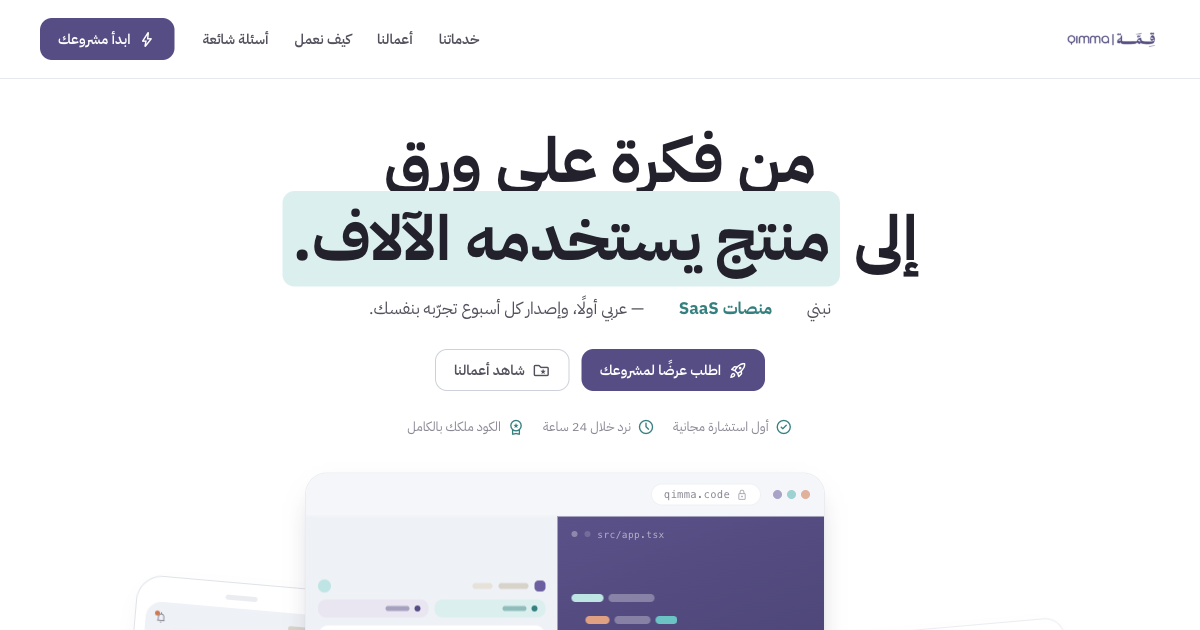 قمّة | qimma
خدماتنا
أعمالنا
كيف نعمل
أسئلة شائعة
ابدأ مشروعك
من فكرة على ورق
إلى منتج يستخدمه الآلاف.
نبني منصات SaaS — عربي أولًا، وإصدار كل أسبوع تجرّبه بنفسك.
اطلب عرضًا لمشروعك
شاهد أعمالنا
أول استشارة مجانية
نرد خلال 24 ساعة
الكود ملكك بالكامل
qimma.code
src/app.tsx